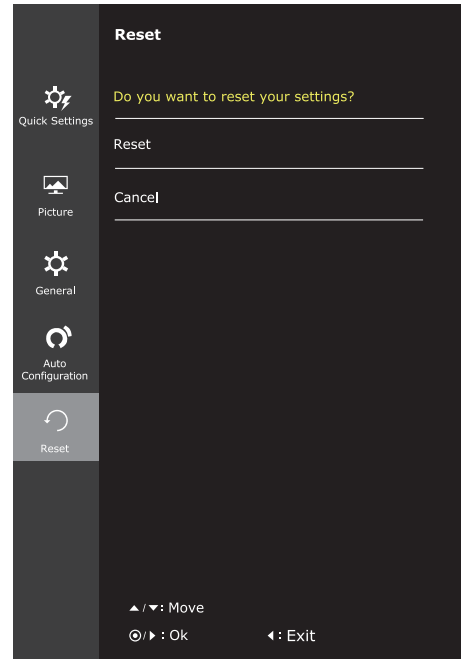 Reset
Do you want to reset your settings?
Reset
Cancel
Quick Settings
Picture
General
Auto
Configuration
Reset
▲/▼: Move
◉/▶ : Ok
◀ : Exit